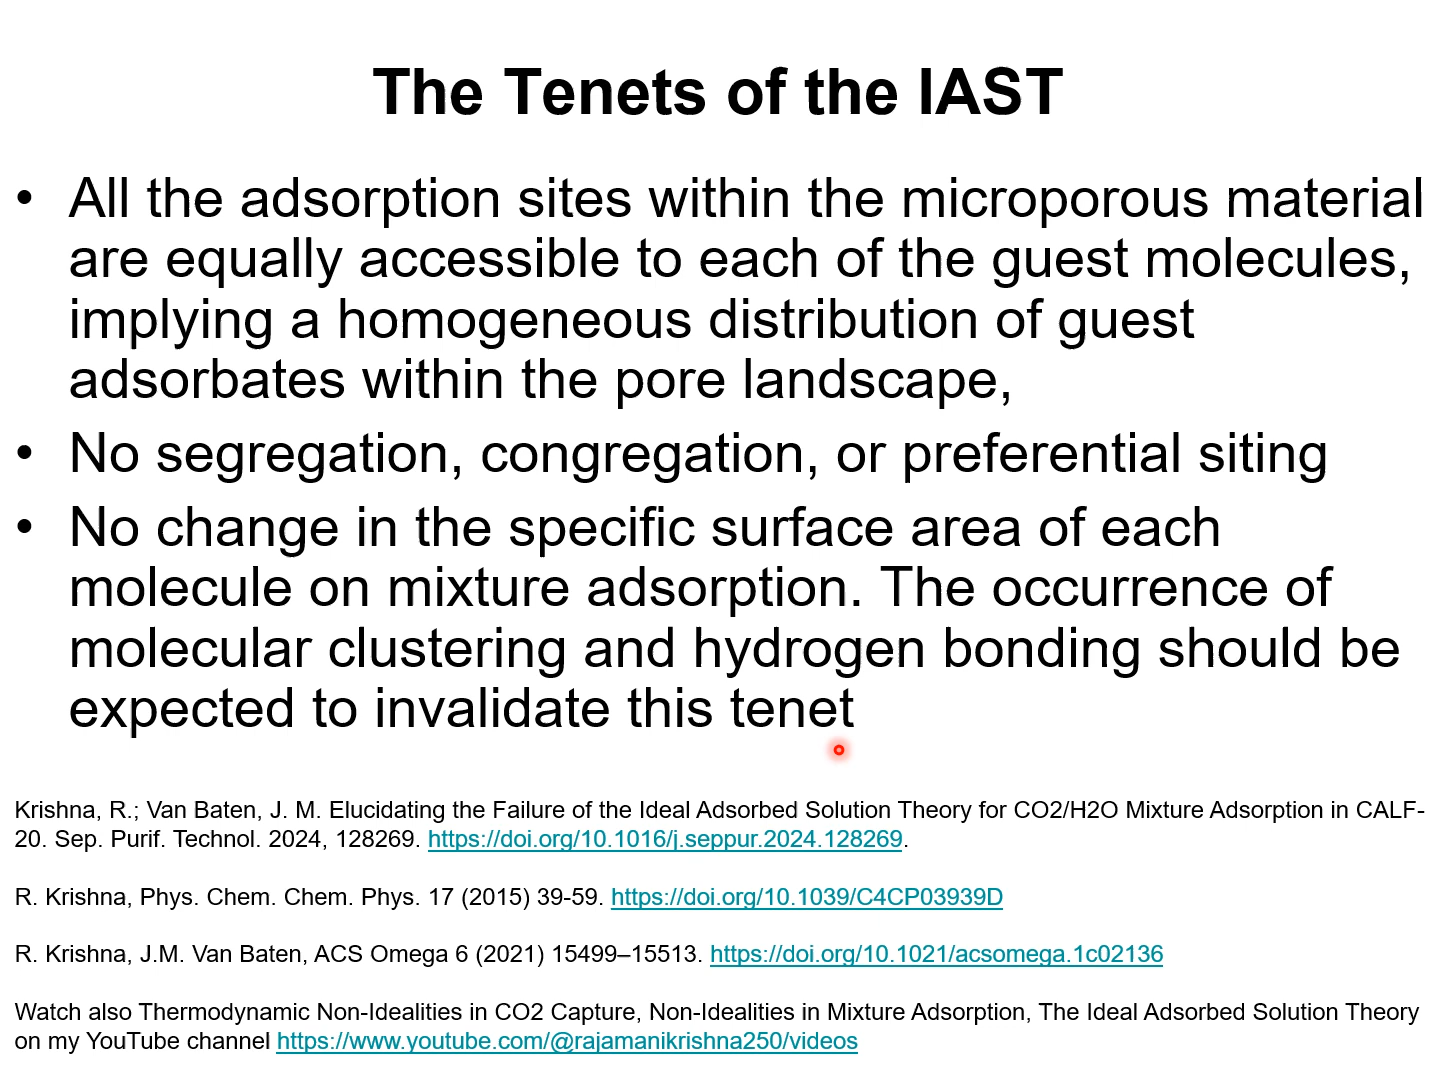 The Tenets of the IAST
• All the adsorption sites within the microporous material
are equally accessible to each of the guest molecules,
implying a homogeneous distribution of guest
adsorbates within the pore landscape,
• No segregation, congregation, or preferential siting
• No change in the specific surface area of each
molecule on mixture adsorption. The occurrence of
molecular clustering and hydrogen bonding should be
expected to invalidate this tenet
Krishna, R.; Van Baten, J. M. Elucidating the Failure of the Ideal Adsorbed Solution Theory for CO2/H2O Mixture Adsorption in CALF-
20. Sep. Purif. Technol. 2024, 128269. https://doi.org/10.1016/j.seppur.2024.128269.
R. Krishna, Phys. Chem. Chem. Phys. 17 (2015) 39-59. https://doi.org/10.1039/C4CP03939D
R. Krishna, J.M. Van Baten, ACS Omega 6 (2021) 15499–15513. https://doi.org/10.1021/acsomega.1c02136
Watch also Thermodynamic Non-Idealities in CO2 Capture, Non-Idealities in Mixture Adsorption, The Ideal Adsorbed Solution Theory
on my YouTube channel https://www.youtube.com/@rajamanikrishna250/videos